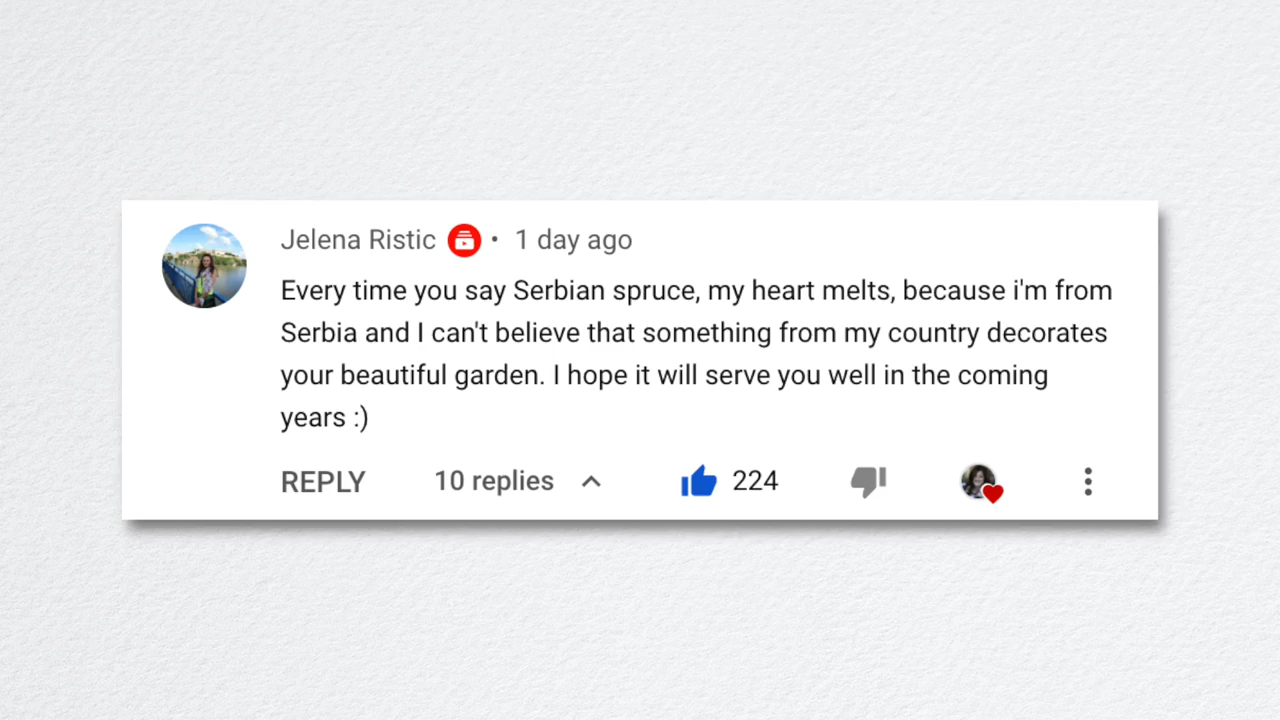 Jelena Ristic • 1 day ago
Every time you say Serbian spruce, my heart melts, because i'm from
Serbia and I can't believe that something from my country decorates
your beautiful garden. I hope it will serve you well in the coming
years :)
REPLY 10 replies 224